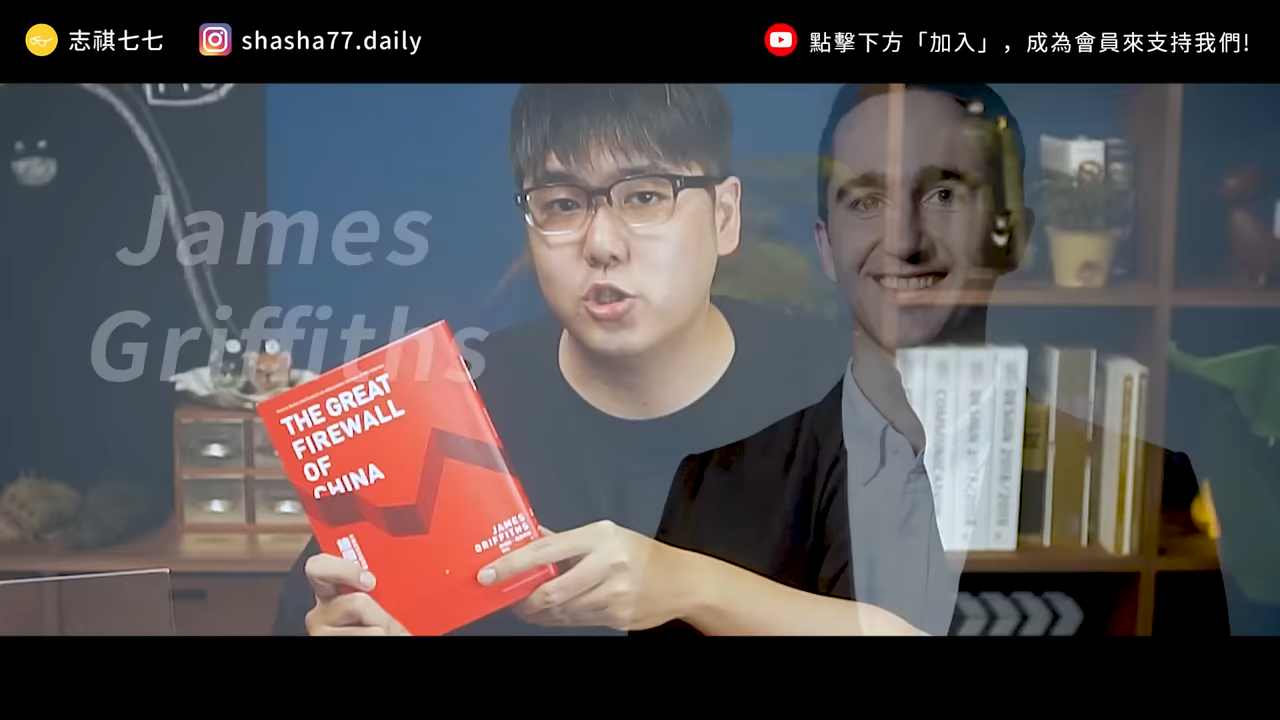 志祺七七
shasha77.daily
點擊下方「加入」，成為會員來支持我們!
James
Griffiths
THE GREAT
FIREWALL
OF
CHINA
JAMES
GRIFFITHS